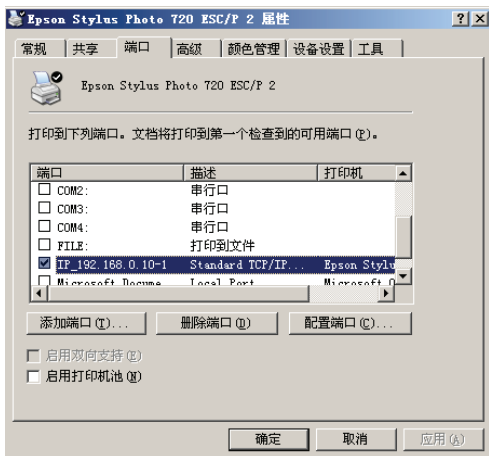 Epson Stylus Photo 720 ESC/P 2 属性
常规 共享 端口 高级 颜色管理 设备设置 工具
Epson Stylus Photo 720 ESC/P 2
打印到下列端口。文档将打印到第一个检查到的可用端口(P)。
端口 描述 打印机
COM2: 串行口
COM3: 串行口
COM4: 串行口
FILE: 打印到文件
IP_192.168.0.10-1 Standard TCP/IP... Epson Stylu
Microsoft Docume Local Port Microsoft O
添加端口(T)... 删除端口(D) 配置端口(C)...
启用双向支持(E)
启用打印机池(N)
确定 取消 应用(A)